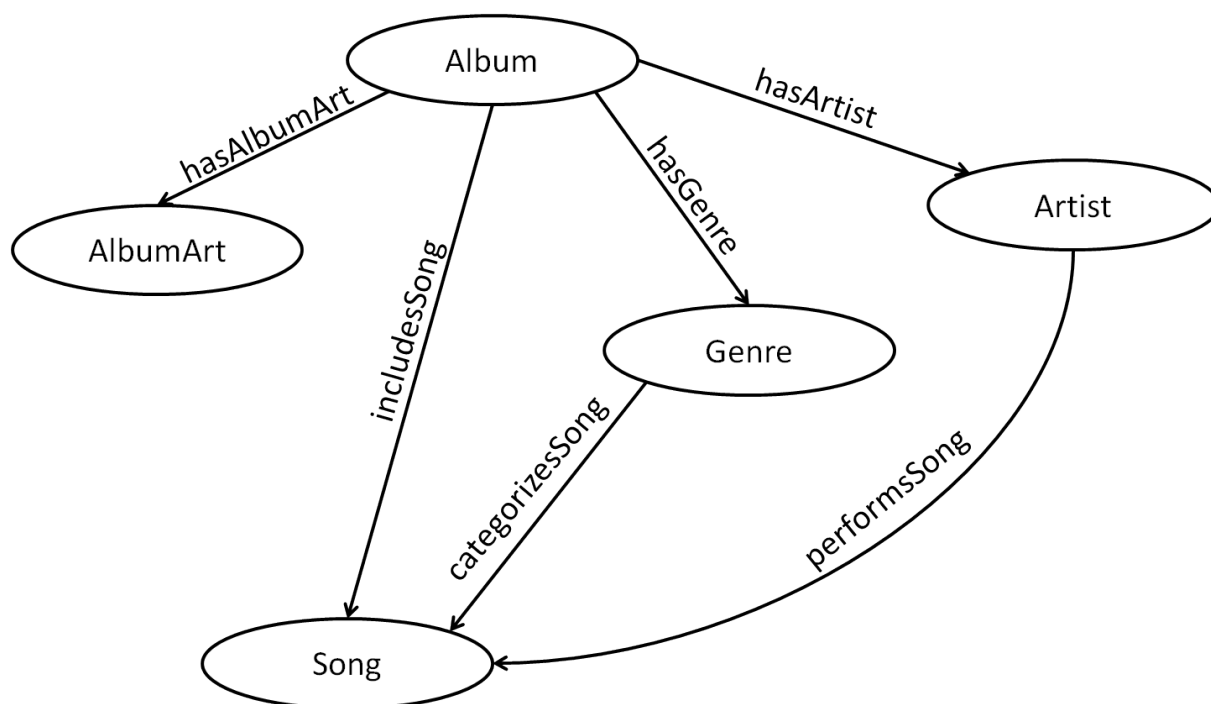 Album
hasAlbumArt
hasArtist
hasGenre
Artist
AlbumArt
includesSong
Genre
categorizesSong
performsSong
Song